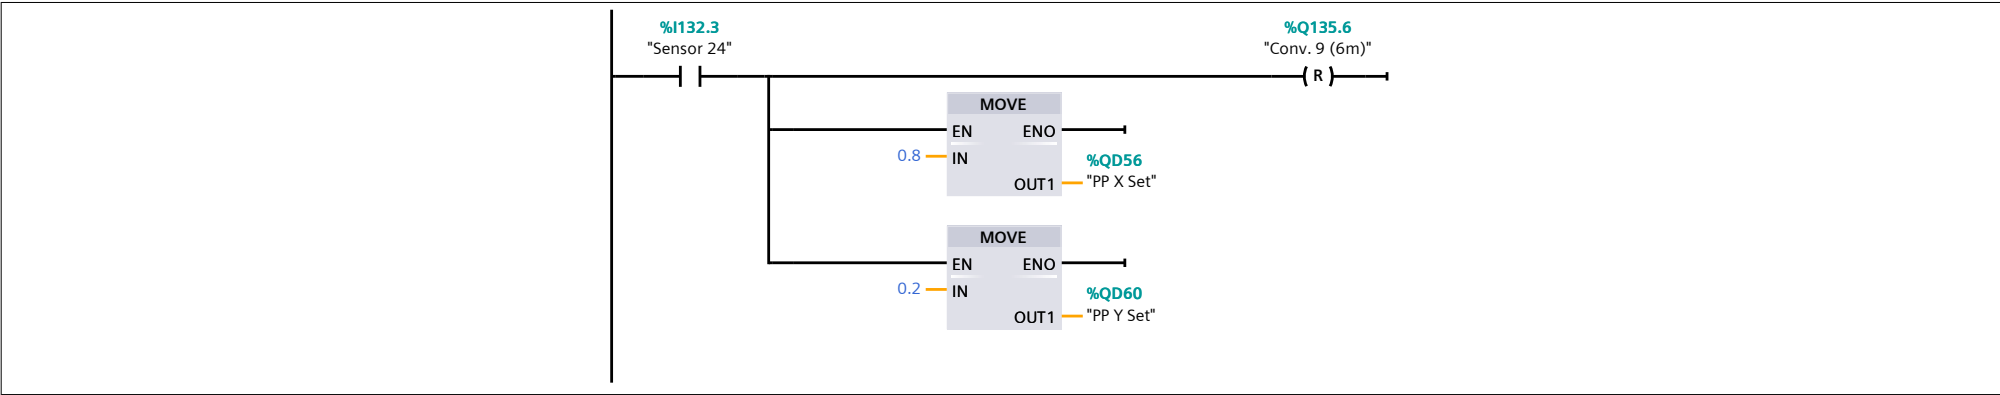 %I132.3
"Sensor 24"
%Q135.6
"Conv. 9 (6m)"
R
MOVE
EN ENO
0.8 IN
%QD56
OUT1 "PP X Set"
MOVE
EN ENO
0.2 IN
%QD60
OUT1 "PP Y Set"